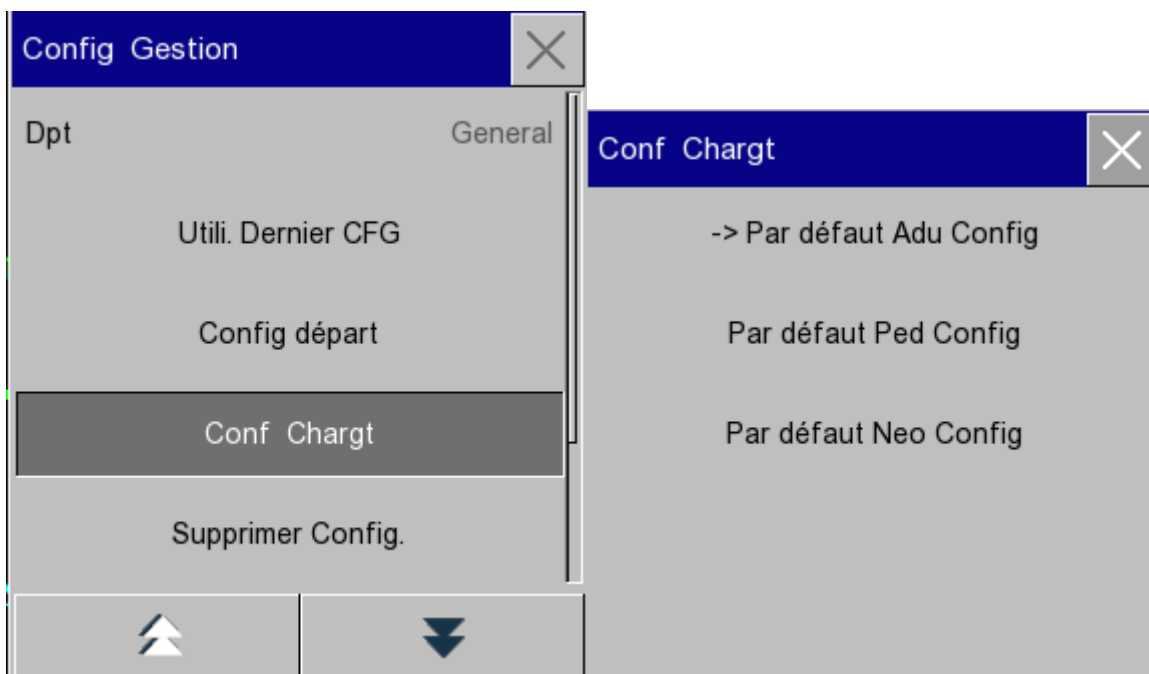 Config Gestion
Dpt General
Utili. Dernier CFG
Config départ
Conf Chargt
Supprimer Config.
Conf Chargt
-> Par défaut Adu Config
Par défaut Ped Config
Par défaut Neo Config